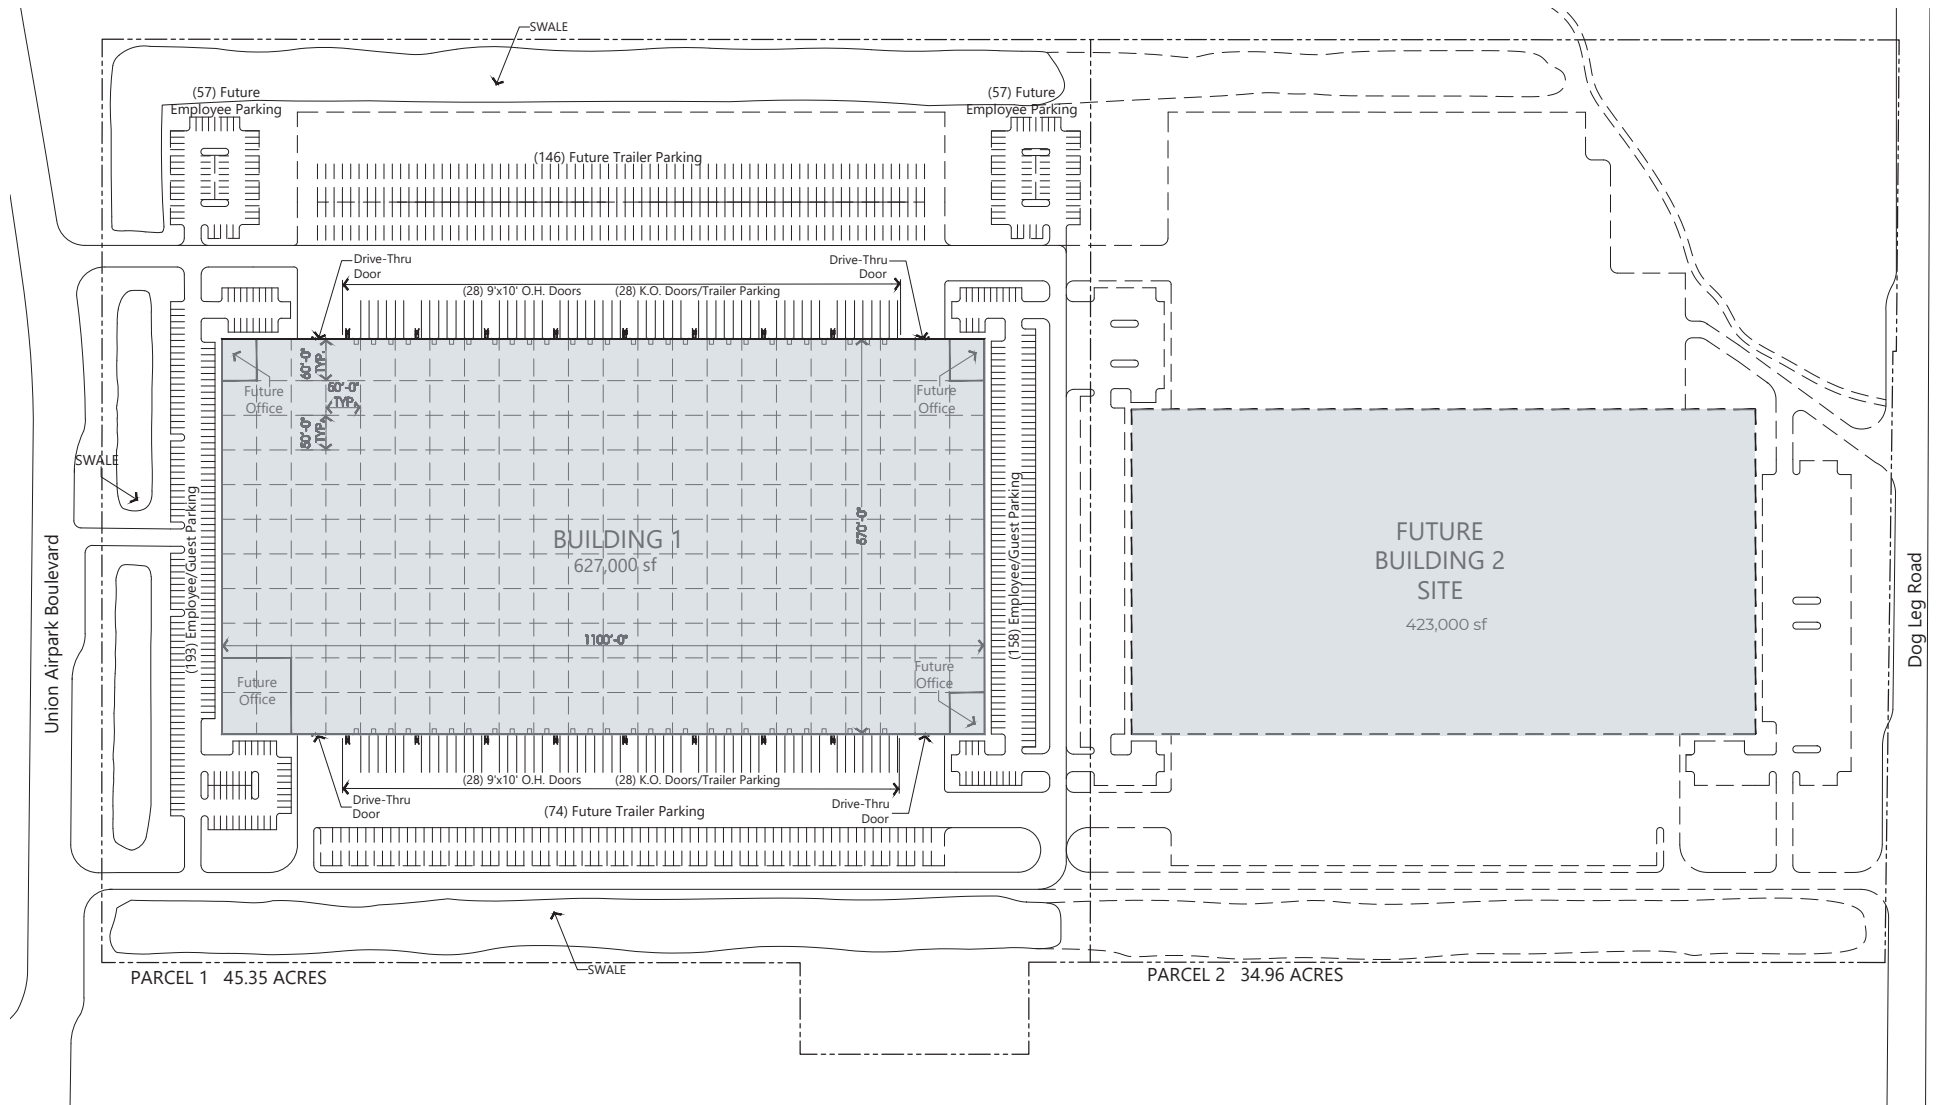 SWALE
(57) Future
Employee Parking
(57) Future
Employee Parking
(146) Future Trailer Parking
Drive-Thru
Door
Drive-Thru
Door
(28) 9'x10' O.H. Doors
(28) K.O. Doors/Trailer Parking
60'-0"
TYP.
50'-0"
TYP.
50'-0"
TYP.
Future
Office
Future
Office
SWALE
(193) Employee/Guest Parking
(158) Employee/Guest Parking
Union Airpark Boulevard
BUILDING 1
627,000 sf
570'-0"
1100'-0"
FUTURE
BUILDING 2
SITE
423,000 sf
Dog Leg Road
Future
Office
Future
Office
(28) 9'x10' O.H. Doors
(28) K.O. Doors/Trailer Parking
Drive-Thru
Door
(74) Future Trailer Parking
Drive-Thru
Door
SWALE
PARCEL 1 45.35 ACRES
PARCEL 2 34.96 ACRES